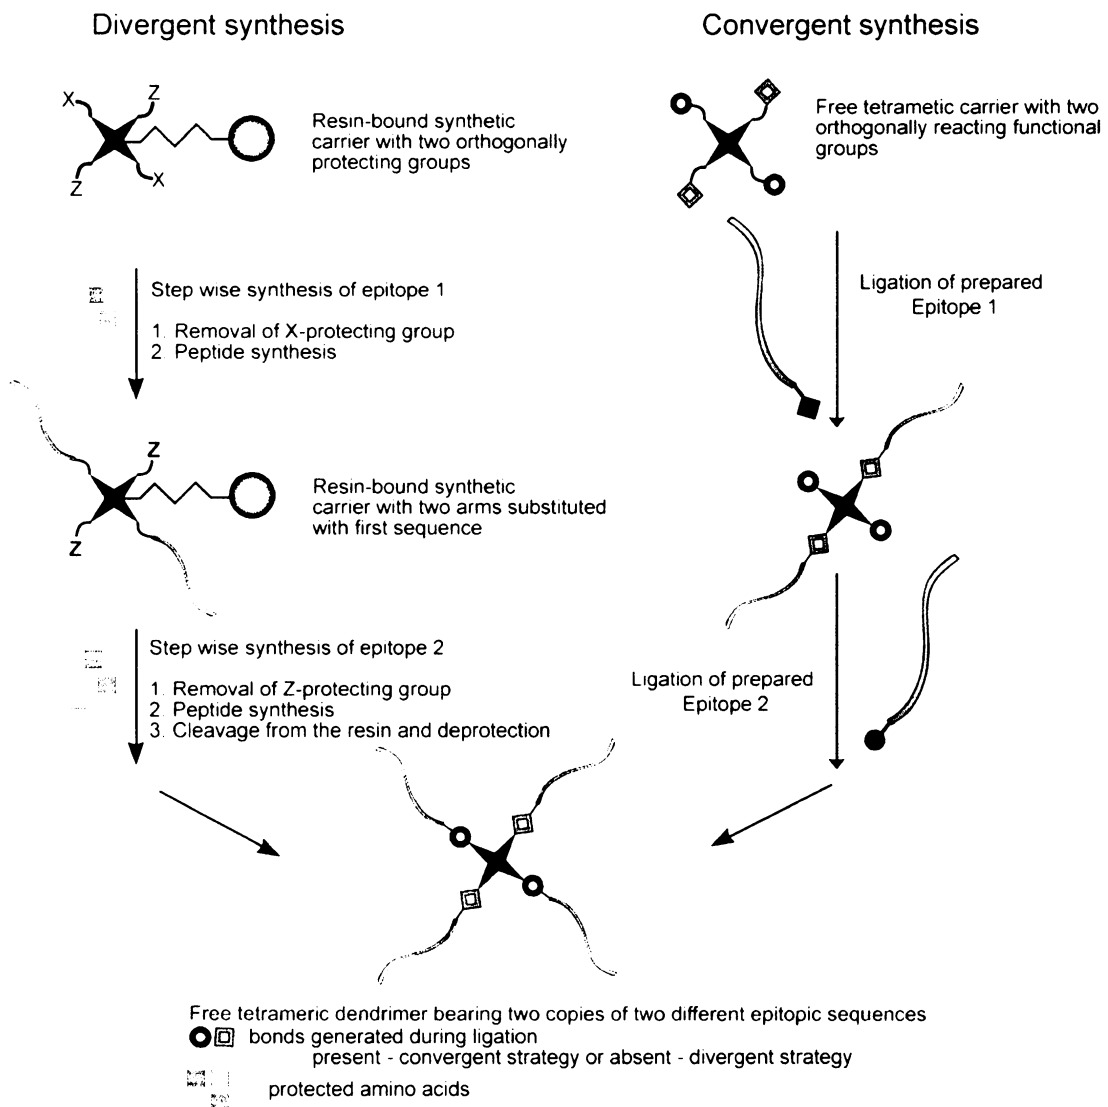 Divergent synthesis
Convergent synthesis
X
Z
Z
X
Resin-bound synthetic
carrier with two orthogonally
protecting groups
Free tetrametic carrier with two
orthogonally reacting functional
groups
Step wise synthesis of epitope 1
1. Removal of X-protecting group
2. Peptide synthesis
Ligation of prepared
Epitope 1
Z
Z
Resin-bound synthetic
carrier with two arms substituted
with first sequence
Step wise synthesis of epitope 2
1. Removal of Z-protecting group
2. Peptide synthesis
3. Cleavage from the resin and deprotection
Ligation of prepared
Epitope 2
Free tetrameric dendrimer bearing two copies of two different epitopic sequences
bonds generated during ligation
present - convergent strategy or absent - divergent strategy
protected amino acids